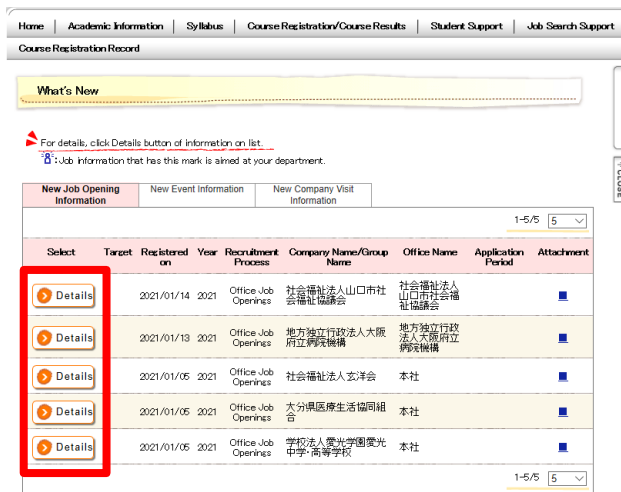 Home | Academic Information | Syllabus | Course Registration/Course Results | Student Support | Job Search Support
Course Registration Record
What's New
For details, click Details button of information on list.
:Job information that has this mark is aimed at your department.
New Job Opening Information
New Event Information
New Company Visit Information
1-5/5 5
Select Target Registered on Year Recruitment Process Company Name/Group Name Office Name Application Period Attachment
Details 2021/01/14 2021 Office Job Openings 社会福祉法人山口市社会福祉協議会 社会福祉法人山口市社会福祉協議会
Details 2021/01/13 2021 Office Job Openings 地方独立行政法人大阪府立病院機構 地方独立行政法人大阪府立病院機構
Details 2021/01/05 2021 Office Job Openings 社会福祉法人玄洋会 本社
Details 2021/01/05 2021 Office Job Openings 大分県医療生活協同組合 本社
Details 2021/01/05 2021 Office Job Openings 学校法人愛光学園愛光中学・高等学校 本社
1-5/5 5
CLOSE